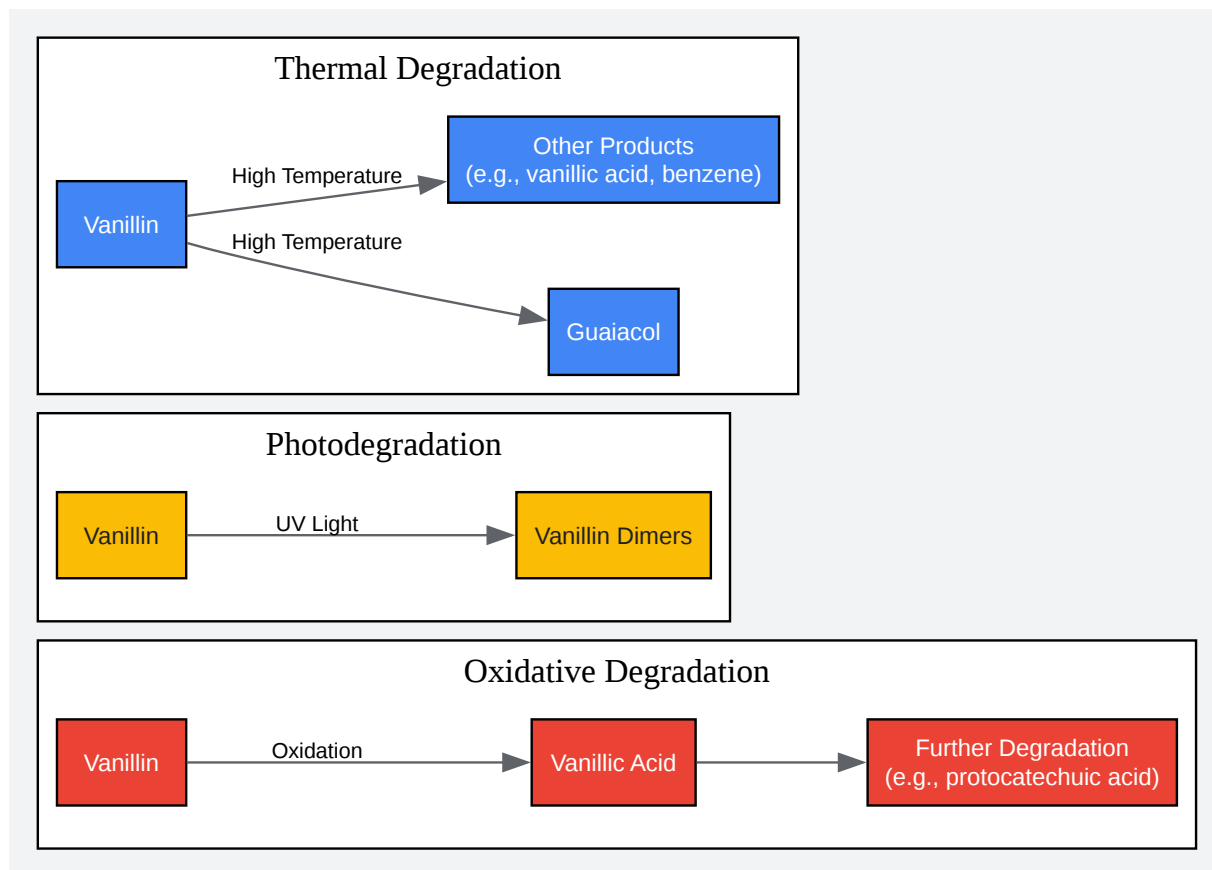 Thermal Degradation
Other Products
(e.g., vanillic acid, benzene)
High Temperature
Vanillin
High Temperature
Guaiacol
Photodegradation
Vanillin
UV Light
Vanillin Dimers
Oxidative Degradation
Vanillin
Oxidation
Vanillic Acid
Further Degradation
(e.g., protocatechuic acid)